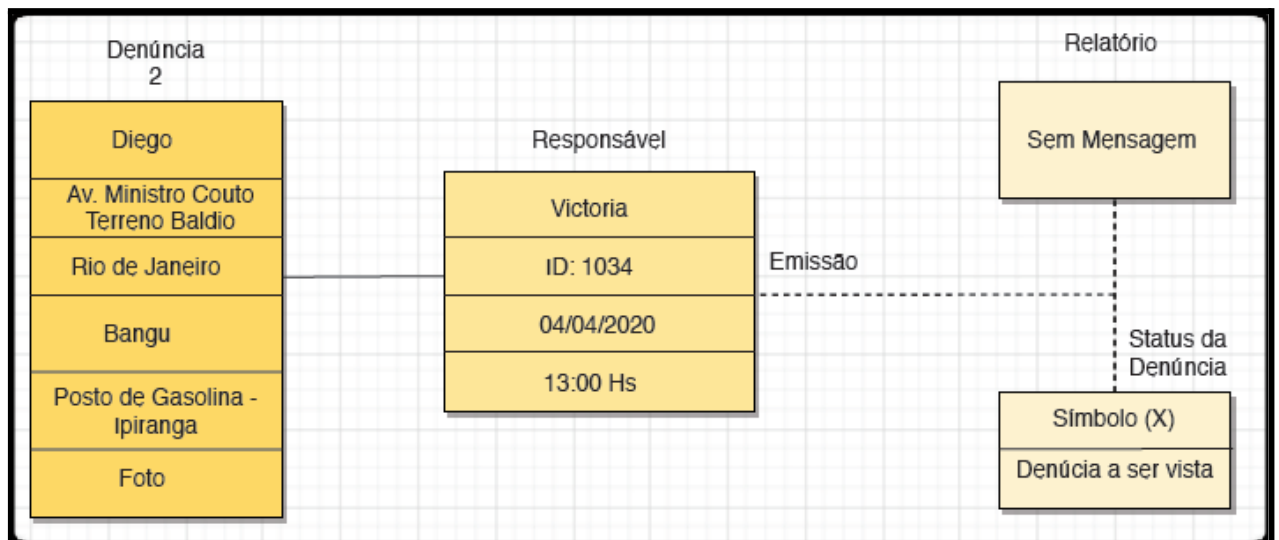 Denúncia
2
Diego
Av. Ministro Couto
Terreno Baldio
Rio de Janeiro
Bangu
Posto de Gasolina -
Ipiranga
Foto
Responsável
Victoria
ID: 1034
04/04/2020
13:00 Hs
Emissão
Relatório
Sem Mensagem
Status da
Denúncia
Símbolo (X)
Denúcia a ser vista